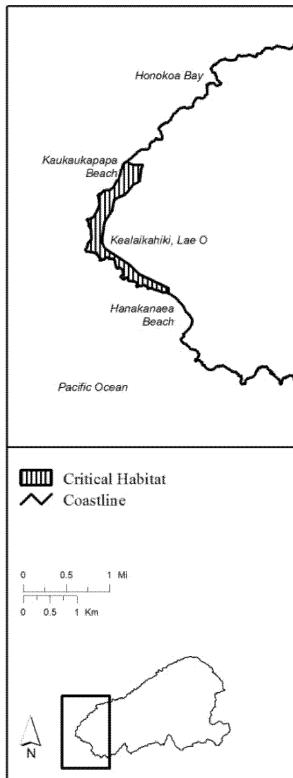 Honokoa Bay
Kaukaukapapa
Beach
Kealaikahiki, Lae O
Hanakanaea
Beach
Pacific Ocean
Critical Habitat
Coastline
0 0.5 1 Mi
0 0.5 1 Km
N